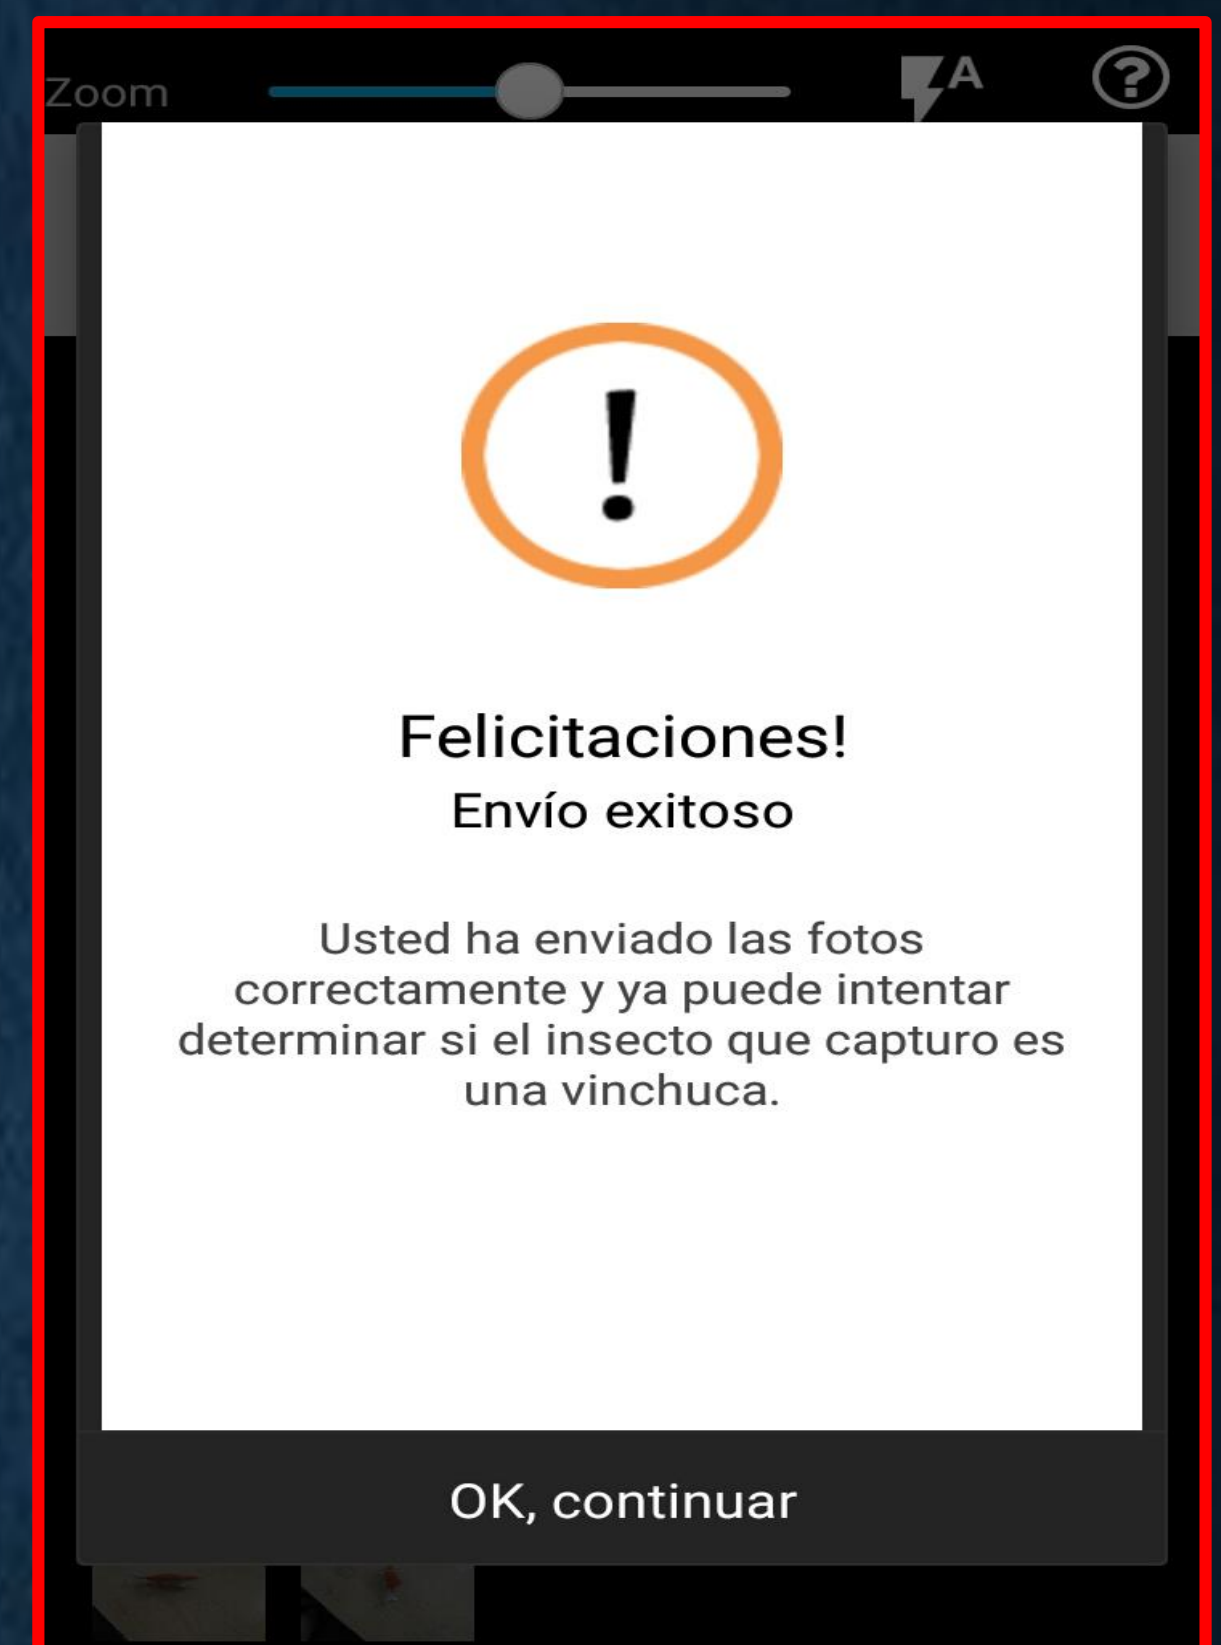 Zoom
A
?
!
Felicitaciones!
Envío exitoso
Usted ha enviado las fotos
correctamente y ya puede intentar
determinar si el insecto que capturo es
una vinchuca.
OK, continuar